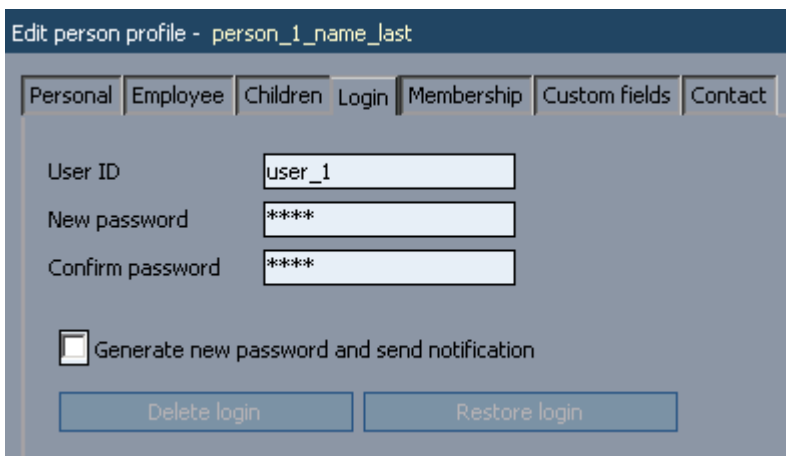 Edit person profile - person_1_name_last
Personal Employee Children Login Membership Custom fields Contact
User ID user_1
New password ****
Confirm password ****
Generate new password and send notification
Delete login Restore login